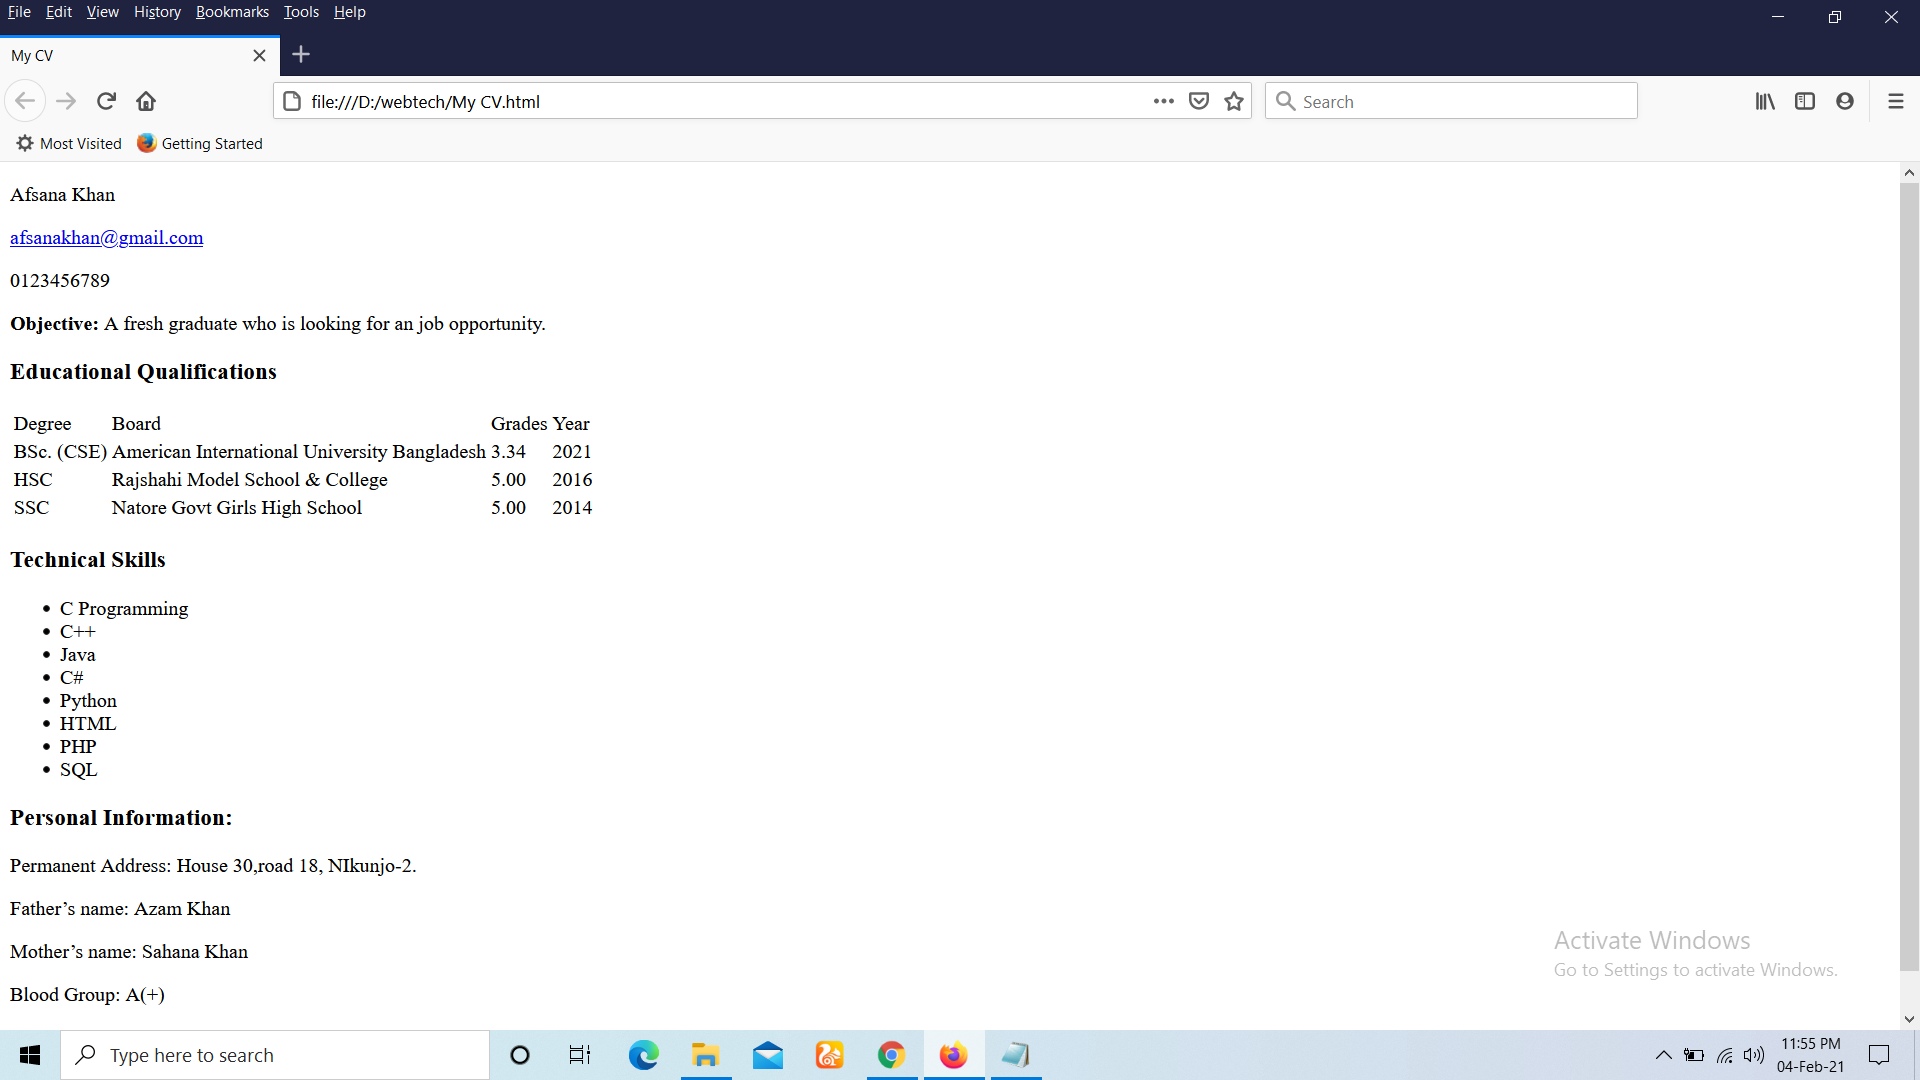 File Edit View History Bookmarks Tools Help
My CV
file:///D:/webtech/My CV.html
Search
Most Visited Getting Started
Afsana Khan
afsanakhan@gmail.com
0123456789
Objective: A fresh graduate who is looking for an job opportunity.
Educational Qualifications
Degree Board Grades Year
BSc. (CSE) American International University Bangladesh 3.34 2021
HSC Rajshahi Model School & College 5.00 2016
SSC Natore Govt Girls High School 5.00 2014
Technical Skills
• C Programming
• C++
• Java
• C#
• Python
• HTML
• PHP
• SQL
Personal Information:
Permanent Address: House 30,road 18, NIkunjo-2.
Father’s name: Azam Khan
Mother’s name: Sahana Khan
Blood Group: A(+)
Activate Windows
Go to Settings to activate Windows.
Type here to search
11:55 PM
04-Feb-21